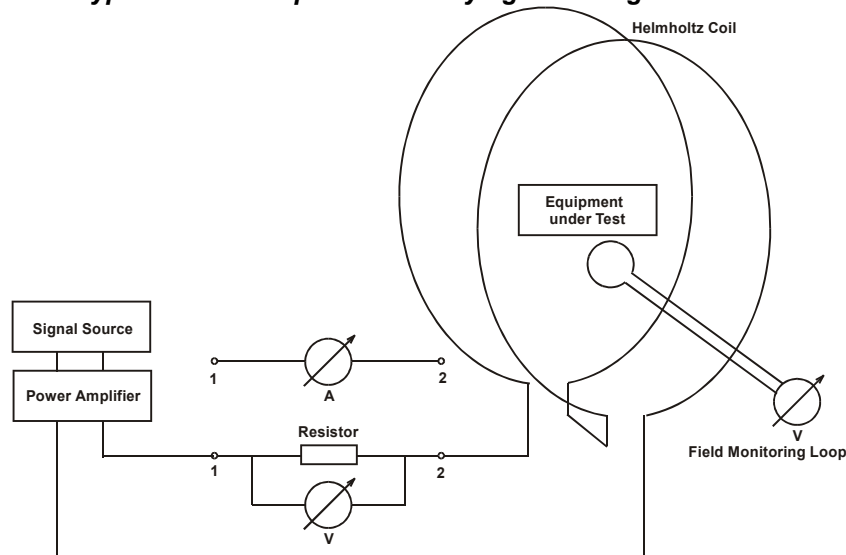 Helmholtz Coil
Equipment
under Test
Signal Source
1
A
2
Power Amplifier
Resistor
1
2
V
V
Field Monitoring Loop